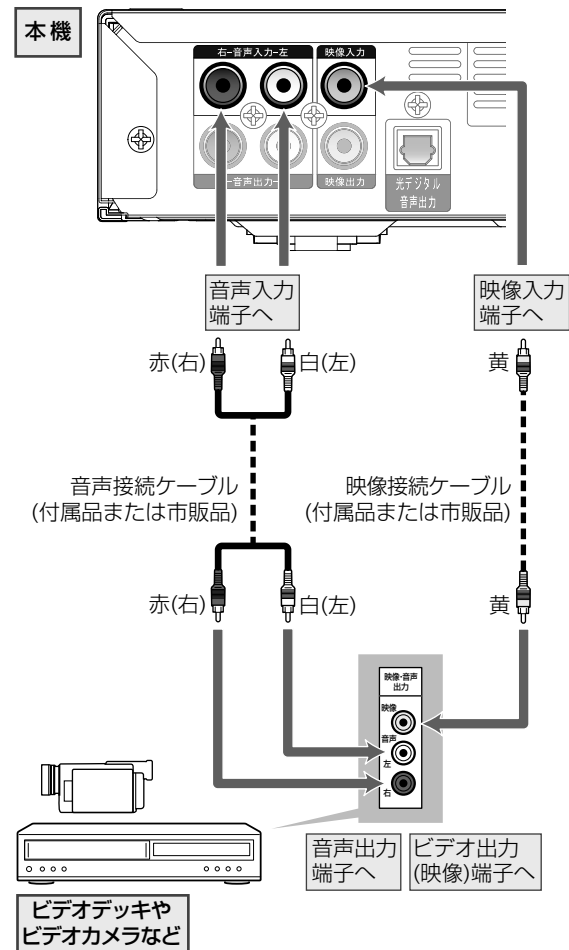 本機
右-音声入力-左
映像入力
-音声出力-
映像出力
光デジタル
音声出力
音声入力
端子へ
映像入力
端子へ
赤(右)
白(左)
黄
音声接続ケーブル
(付属品または市販品)
映像接続ケーブル
(付属品または市販品)
赤(右)
白(左)
黄
映像・音声
出力
映像
音声
左
右
音声出力
端子へ
ビデオ出力
(映像)端子へ
ビデオデッキや
ビデオカメラなど